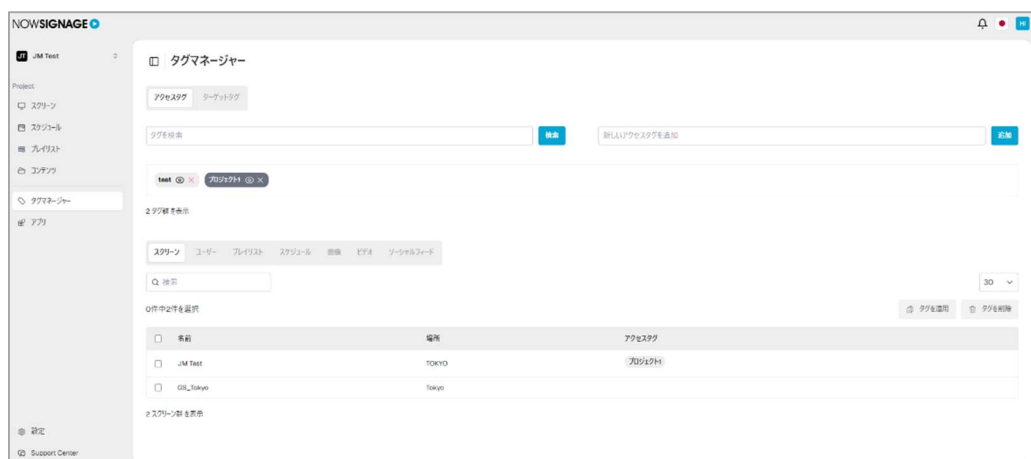 NOWSIGNAGE
HI
JT JM Test
Project
スクリーン
スケジュール
プレイリスト
コンテンツ
タグマネージャー
アプリ
設定
Support Center
タグマネージャー
アクセスタグ ターゲットタグ
タグを検索 検索 新しいアクセスタグを追加 追加
test プロジェクト1
2 タグ群 を表示
スクリーン ユーザー プレイリスト スケジュール 画像 ビデオ ソーシャルフィード
検索 30
0件中2件を選択 タグを適用 タグを削除
名前 場所 アクセスタグ
JM Test TOKYO プロジェクト1
GS_Tokyo Tokyo
2 スクリーン群 を表示